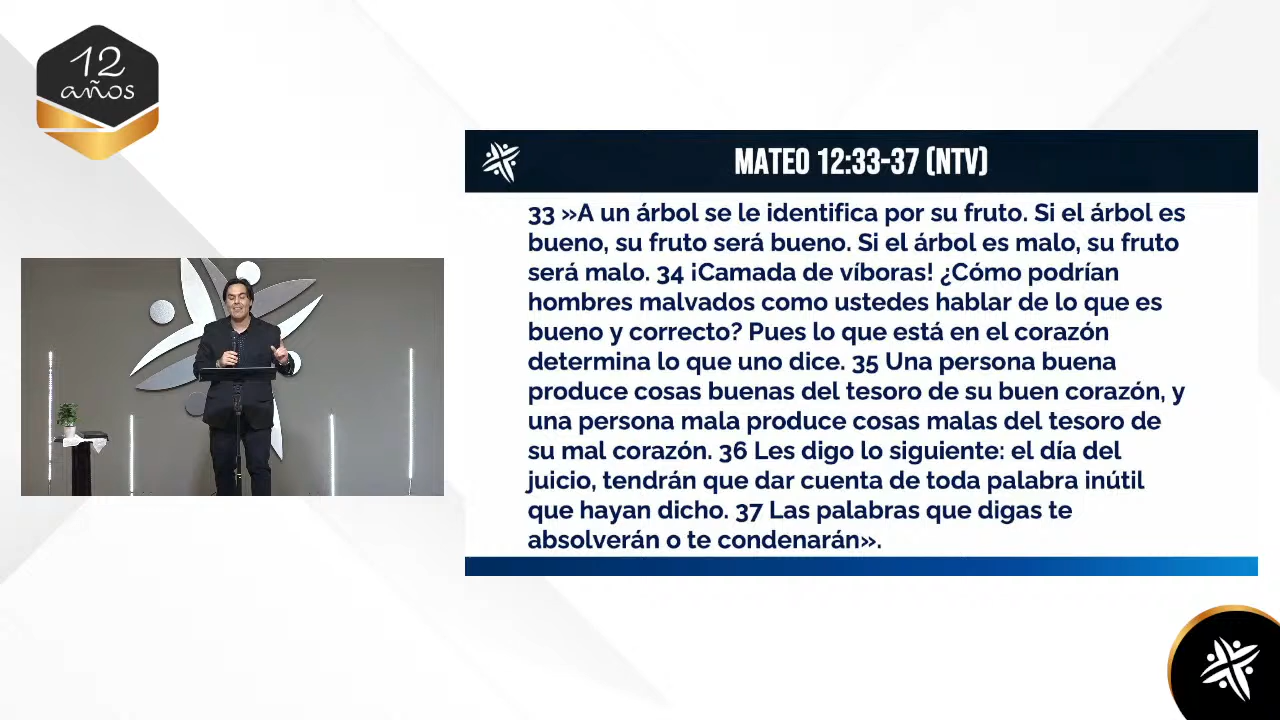 12
años
MATEO 12:33-37 (NTV)
33 »A un árbol se le identifica por su fruto. Si el árbol es
bueno, su fruto será bueno. Si el árbol es malo, su fruto
será malo. 34 ¡Camada de víboras! ¿Cómo podrían
hombres malvados como ustedes hablar de lo que es
bueno y correcto? Pues lo que está en el corazón
determina lo que uno dice. 35 Una persona buena
produce cosas buenas del tesoro de su buen corazón, y
una persona mala produce cosas malas del tesoro de
su mal corazón. 36 Les digo lo siguiente: el día del
juicio, tendrán que dar cuenta de toda palabra inútil
que hayan dicho. 37 Las palabras que digas te
absolverán o te condenarán».